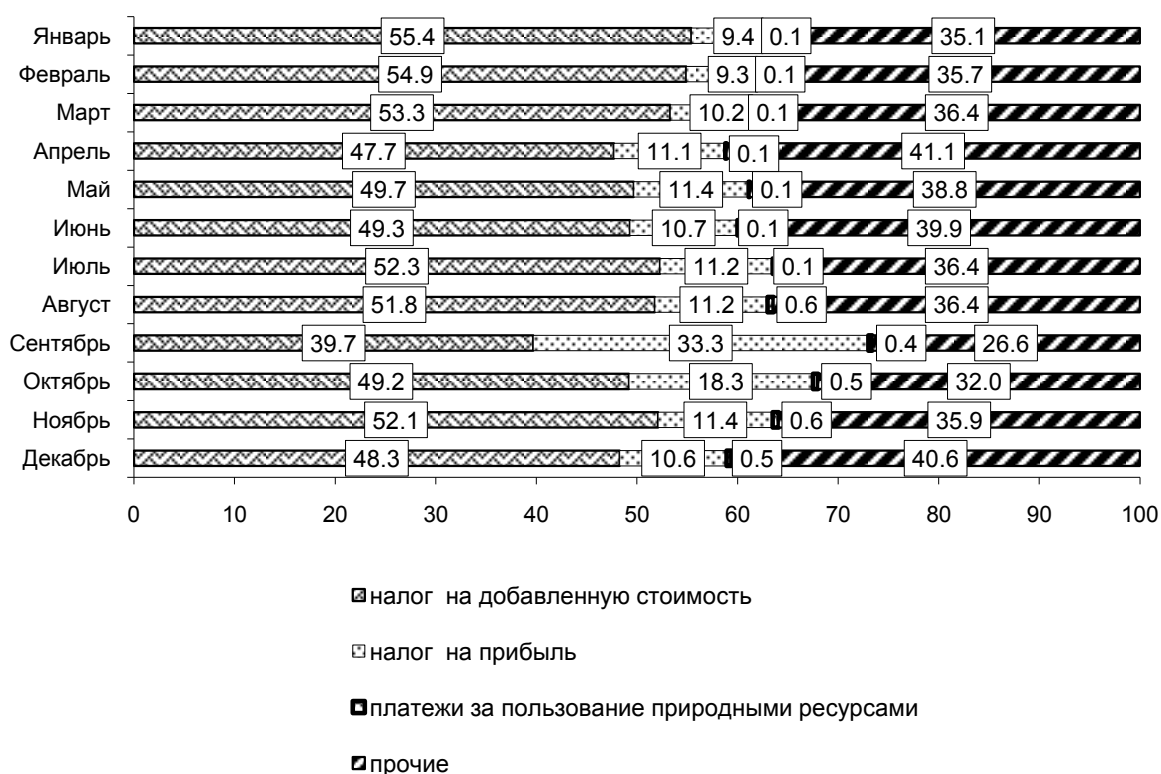 Январь 55.4 9.4 0.1 35.1
Февраль 54.9 9.3 0.1 35.7
Март 53.3 10.2 0.1 36.4
Апрель 47.7 11.1 0.1 41.1
Май 49.7 11.4 0.1 38.8
Июнь 49.3 10.7 0.1 39.9
Июль 52.3 11.2 0.1 36.4
Август 51.8 11.2 0.6 36.4
Сентябрь 39.7 33.3 0.4 26.6
Октябрь 49.2 18.3 0.5 32.0
Ноябрь 52.1 11.4 0.6 35.9
Декабрь 48.3 10.6 0.5 40.6
0 10 20 30 40 50 60 70 80 90 100
налог на добавленную стоимость
налог на прибыль
платежи за пользование природными ресурсами
прочие